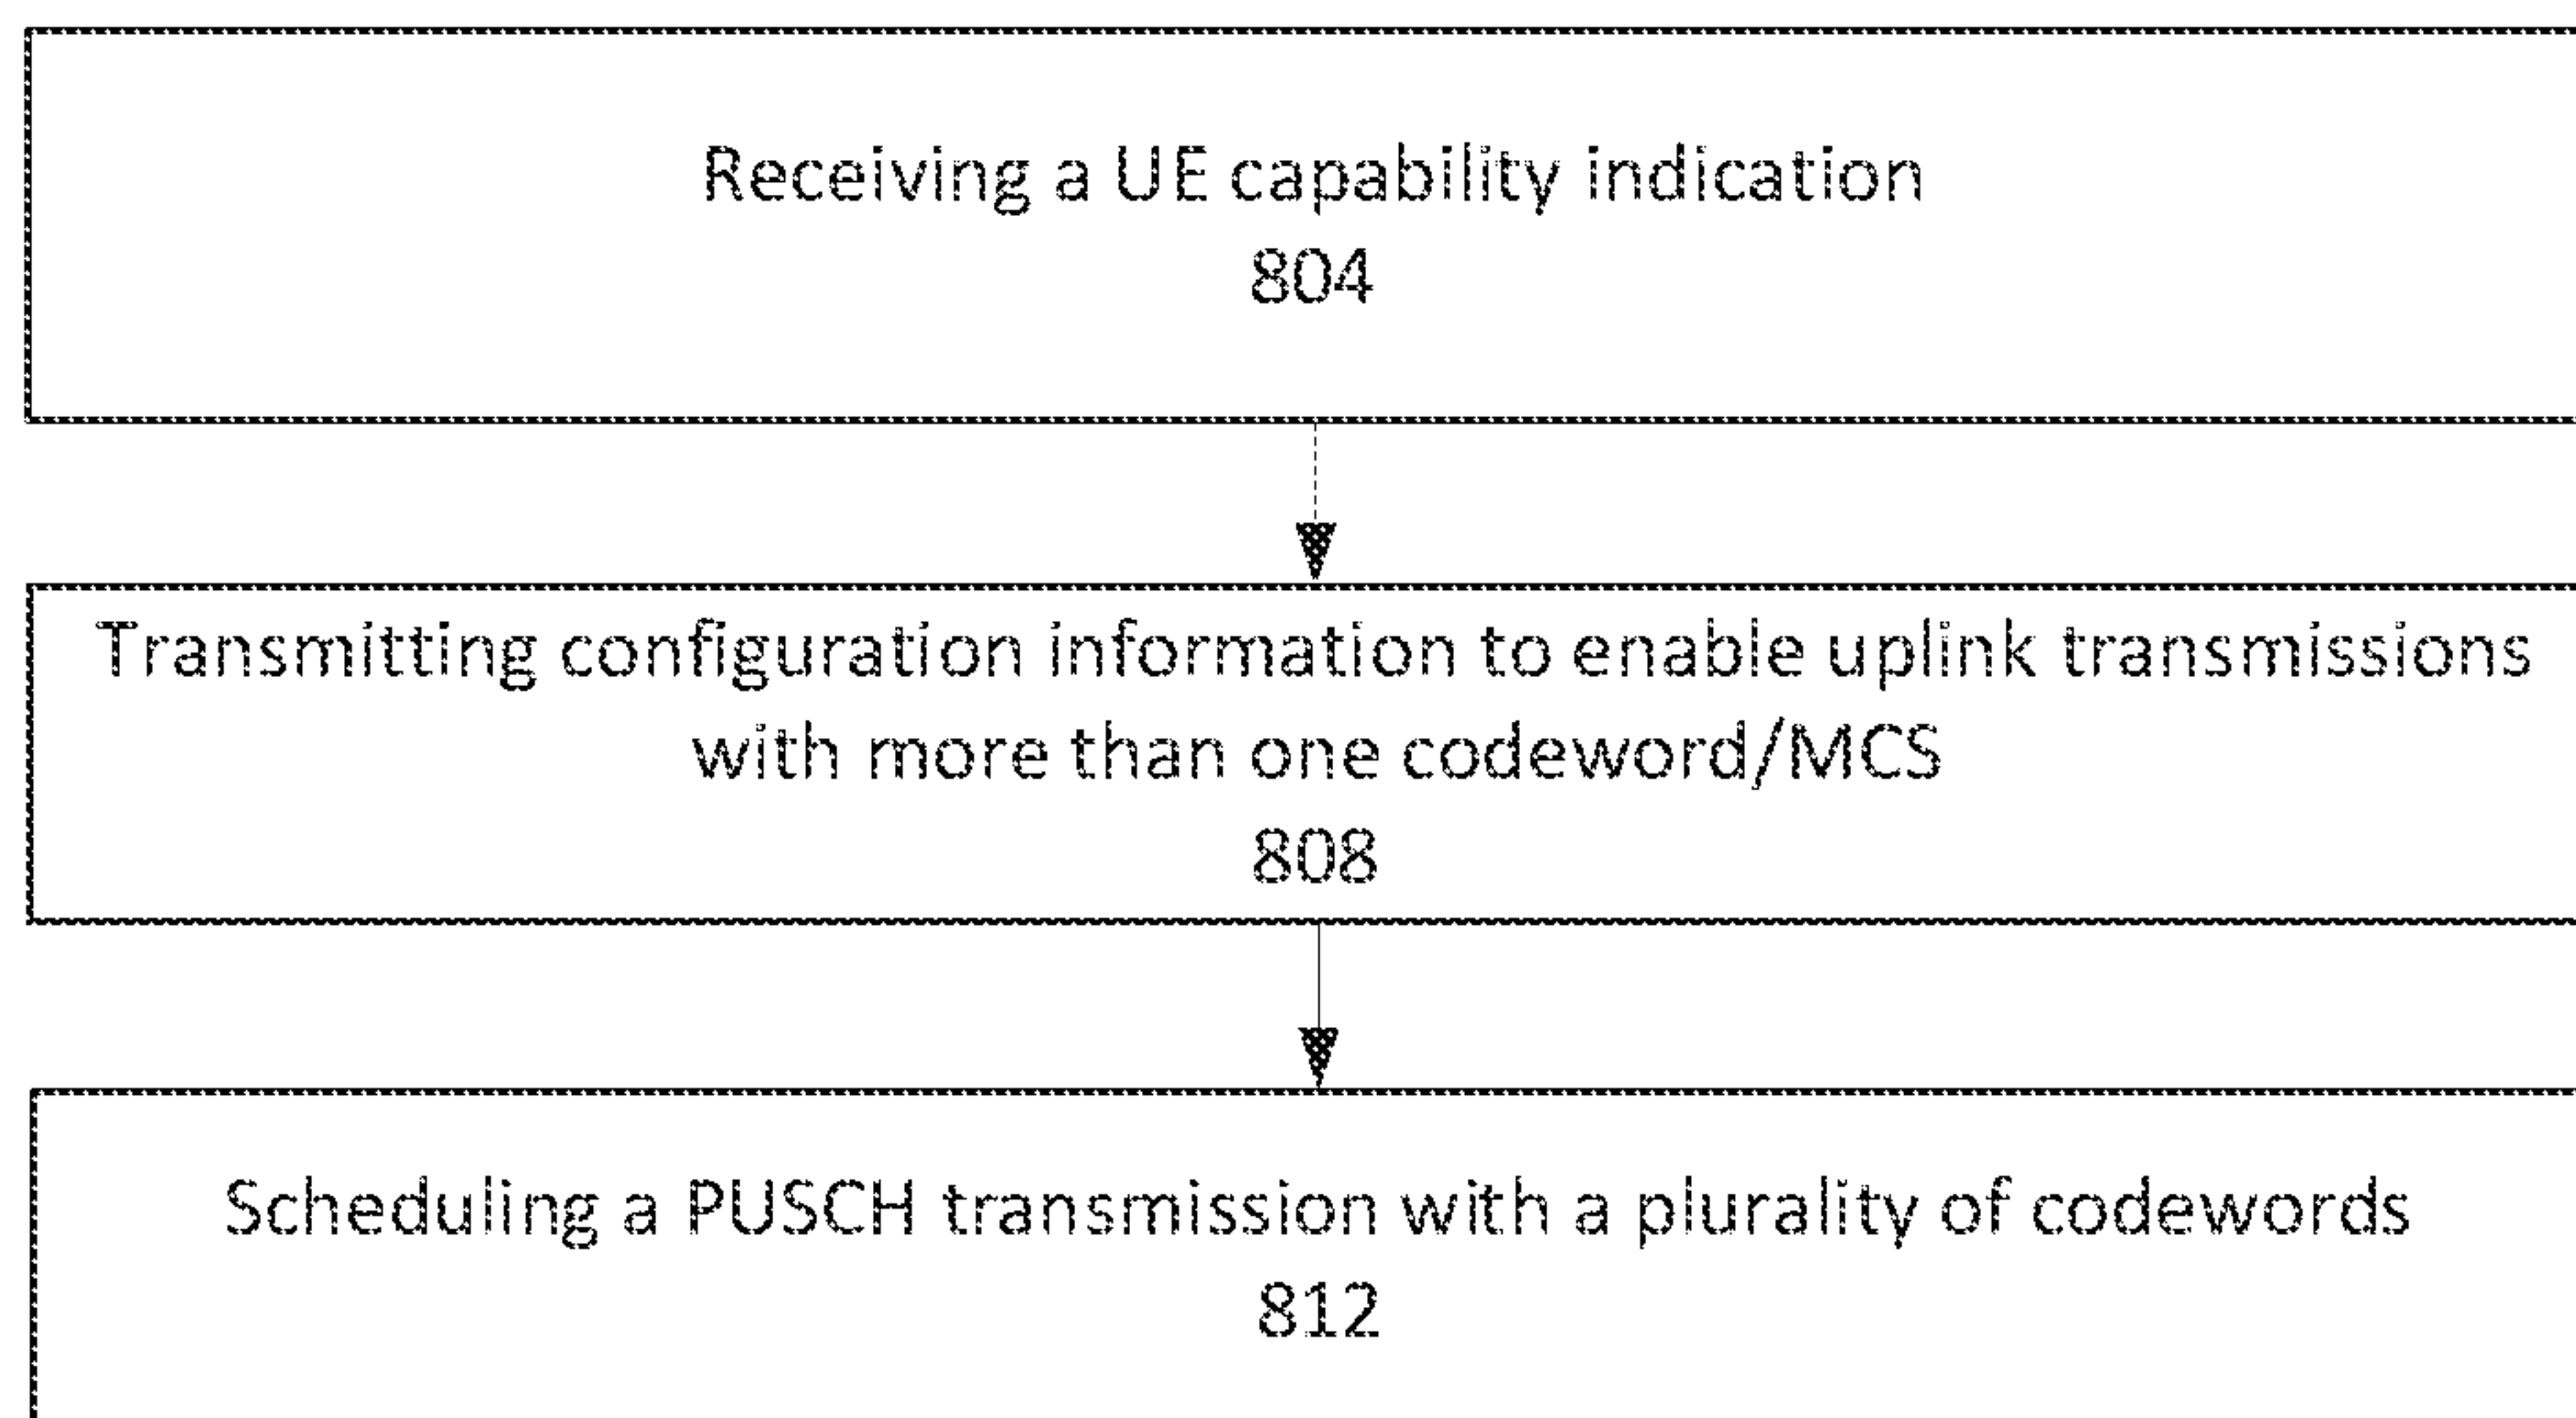 Receiving a UE capability indication
804
Transmitting configuration information to enable uplink transmissions
with more than one codeword/MCS
808
Scheduling a PUSCH transmission with a plurality of codewords
812